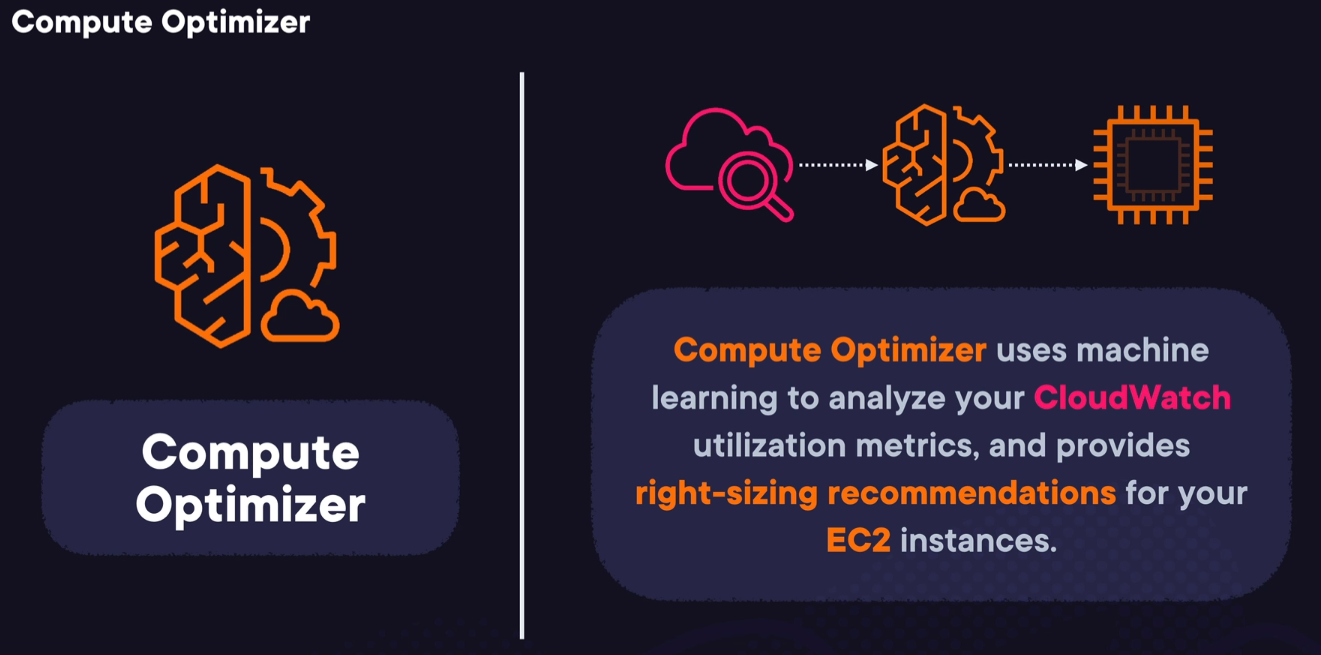 Compute Optimizer
Compute
Optimizer
Compute Optimizer uses machine
learning to analyze your CloudWatch
utilization metrics, and provides
right-sizing recommendations for your
EC2 instances.